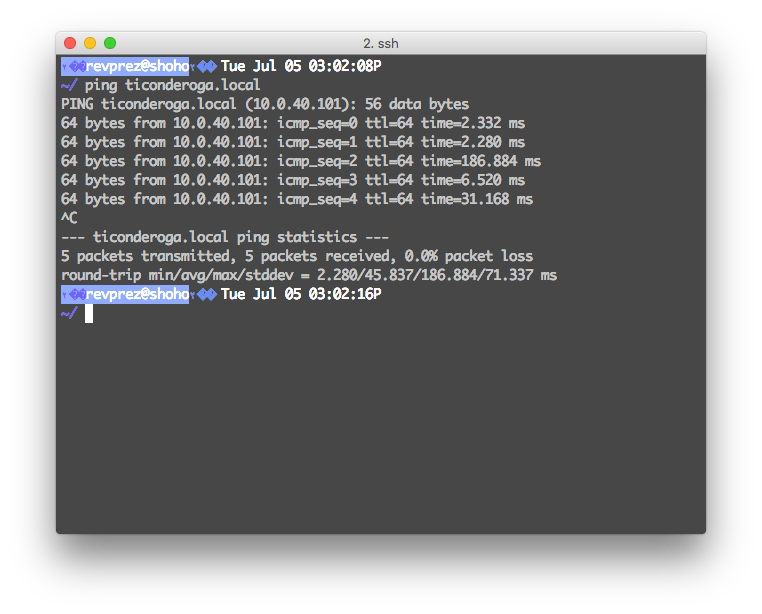 2. ssh
revprez@shoho Tue Jul 05 03:02:08P
~/ ping ticonderoga.local
PING ticonderoga.local (10.0.40.101): 56 data bytes
64 bytes from 10.0.40.101: icmp_seq=0 ttl=64 time=2.332 ms
64 bytes from 10.0.40.101: icmp_seq=1 ttl=64 time=2.280 ms
64 bytes from 10.0.40.101: icmp_seq=2 ttl=64 time=186.884 ms
64 bytes from 10.0.40.101: icmp_seq=3 ttl=64 time=6.520 ms
64 bytes from 10.0.40.101: icmp_seq=4 ttl=64 time=31.168 ms
^C
--- ticonderoga.local ping statistics ---
5 packets transmitted, 5 packets received, 0.0% packet loss
round-trip min/avg/max/stddev = 2.280/45.837/186.884/71.337 ms
revprez@shoho Tue Jul 05 03:02:16P
~/